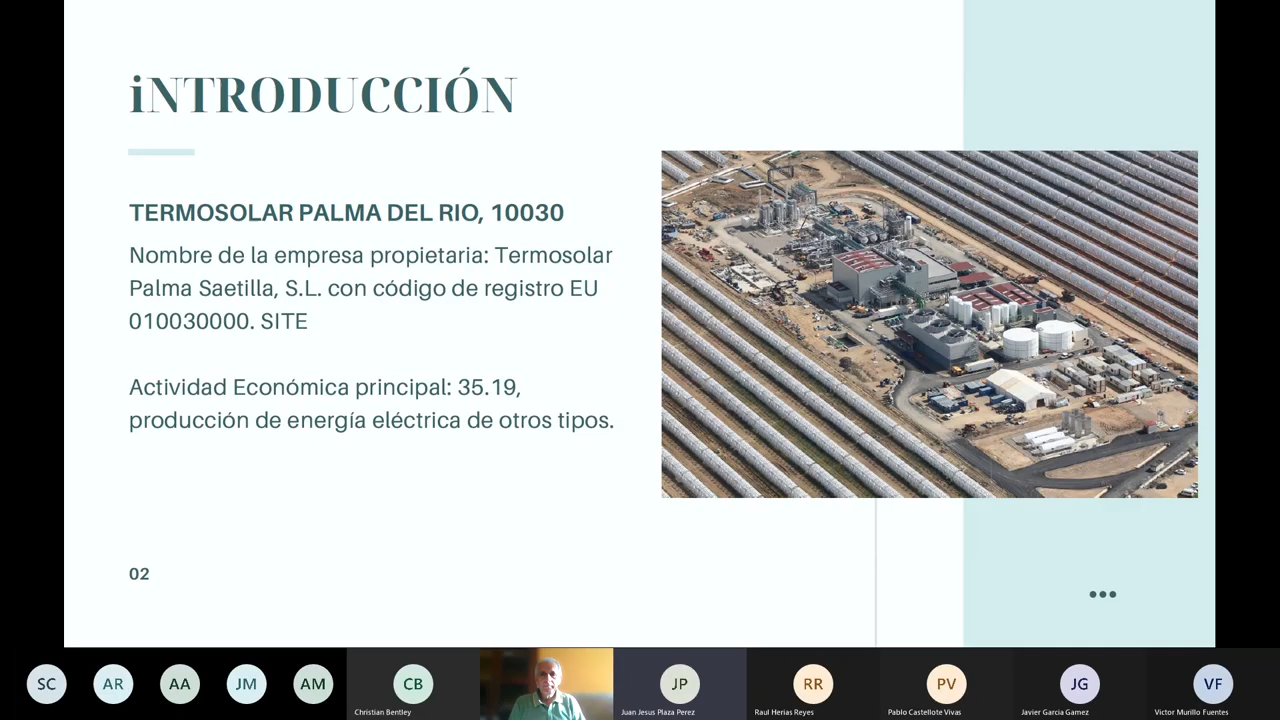 iNTRODUCCIÓN
TERMOSOLAR PALMA DEL RIO, 10030
Nombre de la empresa propietaria: Termosolar
Palma Saetilla, S.L. con código de registro EU
010030000. SITE
Actividad Económica principal: 35.19,
producción de energía eléctrica de otros tipos.
02
SC
AR
AA
JM
AM
CB
Christian Bentley
JP
Juan Jesus Plaza Perez
RR
Raul Herias Reyes
PV
Pablo Castellote Vivas
JG
Javier Garcia Gamez
VF
Victor Murillo Fuentes